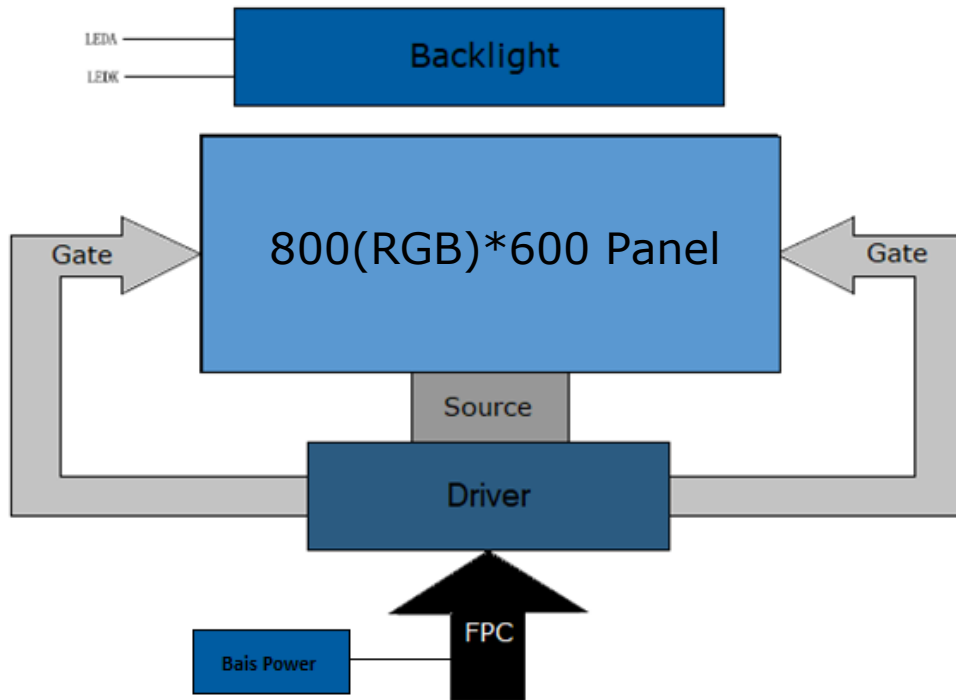 LEDA
Backlight
LEDK
800(RGB)*600 Panel
Gate
Gate
Source
Driver
FPC
Bais Power